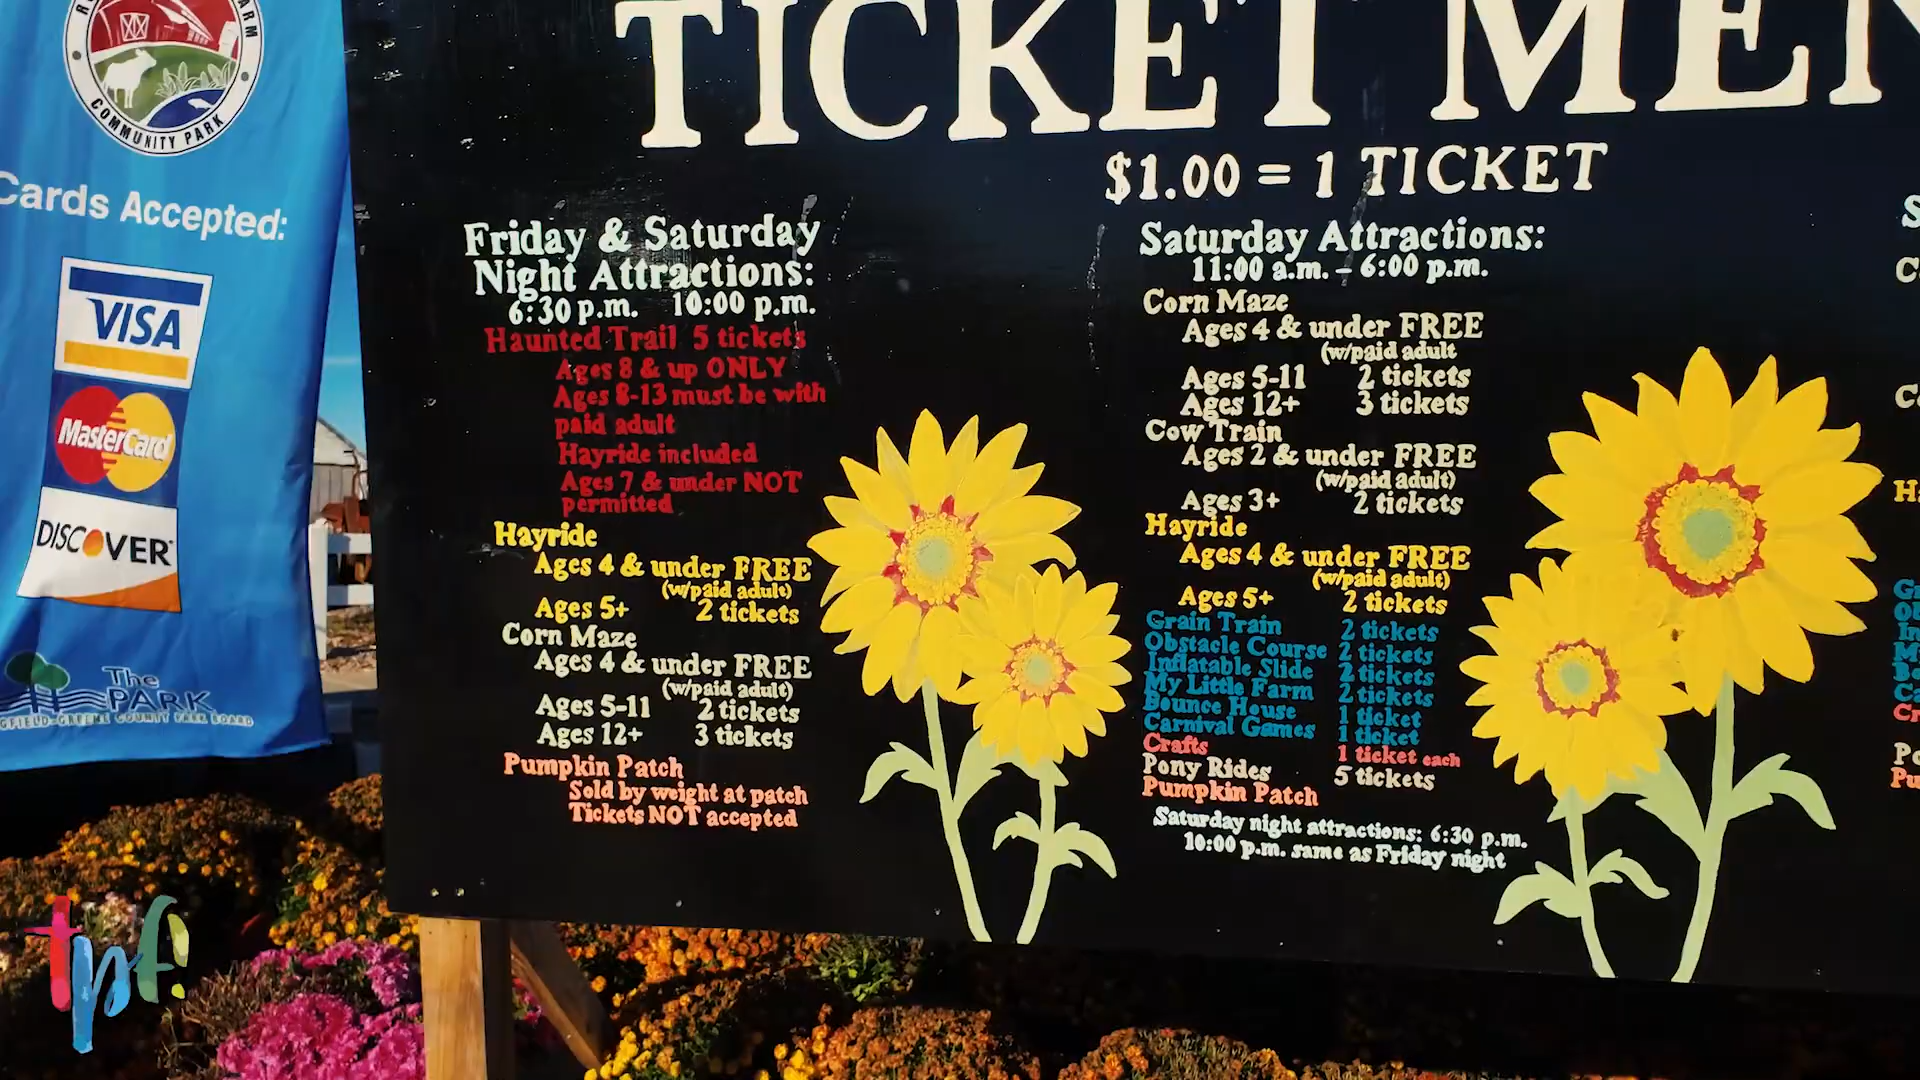 COMMUNITY PARK
Cards Accepted:
VISA
MasterCard
DISCOVER
The
PARK
GREENE COUNTY PARK BOARD
TICKET MEN
$1.00 = 1 TICKET
Friday & Saturday
Night Attractions:
6:30 p.m. 10:00 p.m.
Haunted Trail 5 tickets
Ages 8 & up ONLY
Ages 8-13 must be with
paid adult
Hayride included
Ages 7 & under NOT
permitted
Hayride
Ages 4 & under FREE
(w/paid adult)
Ages 5+ 2 tickets
Corn Maze
Ages 4 & under FREE
(w/paid adult)
Ages 5-11 2 tickets
Ages 12+ 3 tickets
Pumpkin Patch
Sold by weight at patch
Tickets NOT accepted
Saturday Attractions:
11:00 a.m. – 6:00 p.m.
Corn Maze
Ages 4 & under FREE
(w/paid adult
Ages 5-11 2 tickets
Ages 12+ 3 tickets
Cow Train
Ages 2 & under FREE
(w/paid adult)
Ages 3+ 2 tickets
Hayride
Ages 4 & under FREE
(w/paid adult)
Ages 5+ 2 tickets
Grain Train 2 tickets
Obstacle Course 2 tickets
Inflatable Slide 2 tickets
My Little Farm 2 tickets
Bounce House 1 ticket
Carnival Games 1 ticket
Crafts 1 ticket each
Pony Rides 5 tickets
Pumpkin Patch
Saturday night attractions: 6:30 p.m.
10:00 p.m. same as Friday night
tpf!